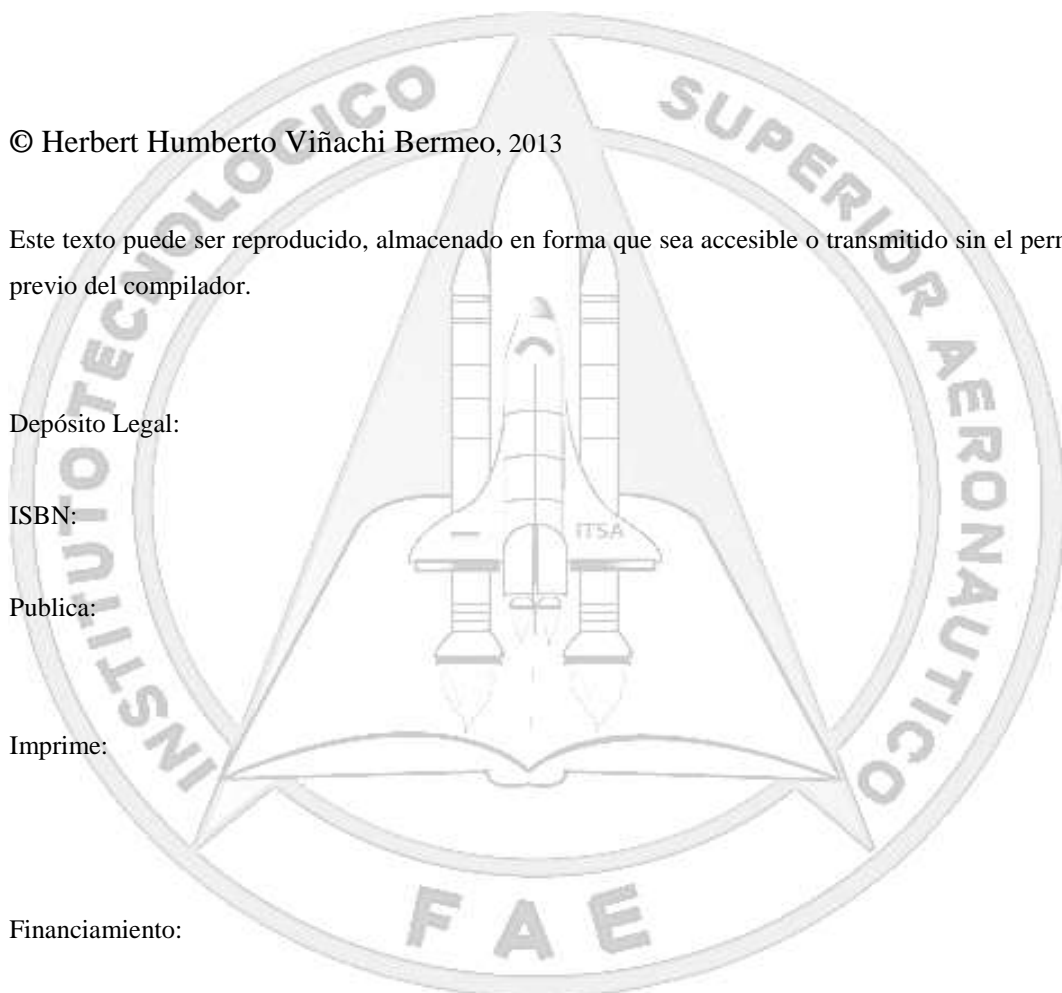 INSTITUTO TECNOLOGICO SUPERIOR AERONAUTICO
© Herbert Humberto Viñachi Bermeo, 2013
Este texto puede ser reproducido, almacenado en forma que sea accesible o transmitido sin el
previo del compilador.
Depósito Legal:
ISBN:
ITSA
Publica:
Imprime:
Financiamiento:
FAE